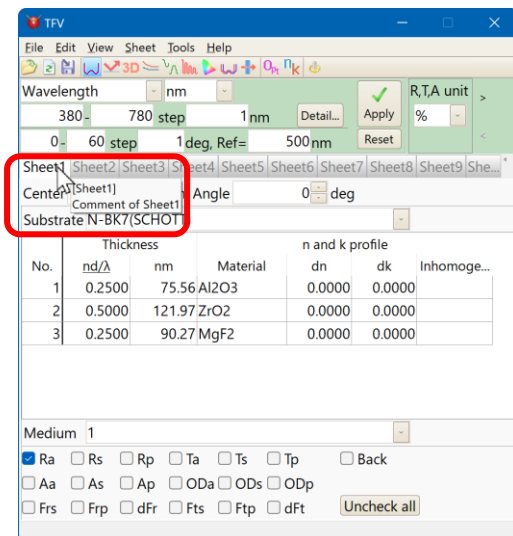 TFV
File Edit View Sheet Tools Help
3D Opt nk
Wavelength nm R,T,A unit
380 - 780 step 1 nm Detail... Apply %
0 - 60 step 1 deg, Ref= 500 nm Reset
Sheet1 Sheet2 Sheet3 Sheet4 Sheet5 Sheet6 Sheet7 Sheet8 Sheet9 She...
Center Angle 0 deg
[Sheet1]
Comment of Sheet1
Substrate N-BK7(SCHOTT)
Thickness n and k profile
No. nd/λ nm Material dn dk Inhomoge...
1 0.2500 75.56 Al2O3 0.0000 0.0000
2 0.5000 121.97 ZrO2 0.0000 0.0000
3 0.2500 90.27 MgF2 0.0000 0.0000
Medium 1
Ra Rs Rp Ta Ts Tp Back
Aa As Ap ODa ODs ODp
Frs Frp dFr Fts Ftp dFt Uncheck all